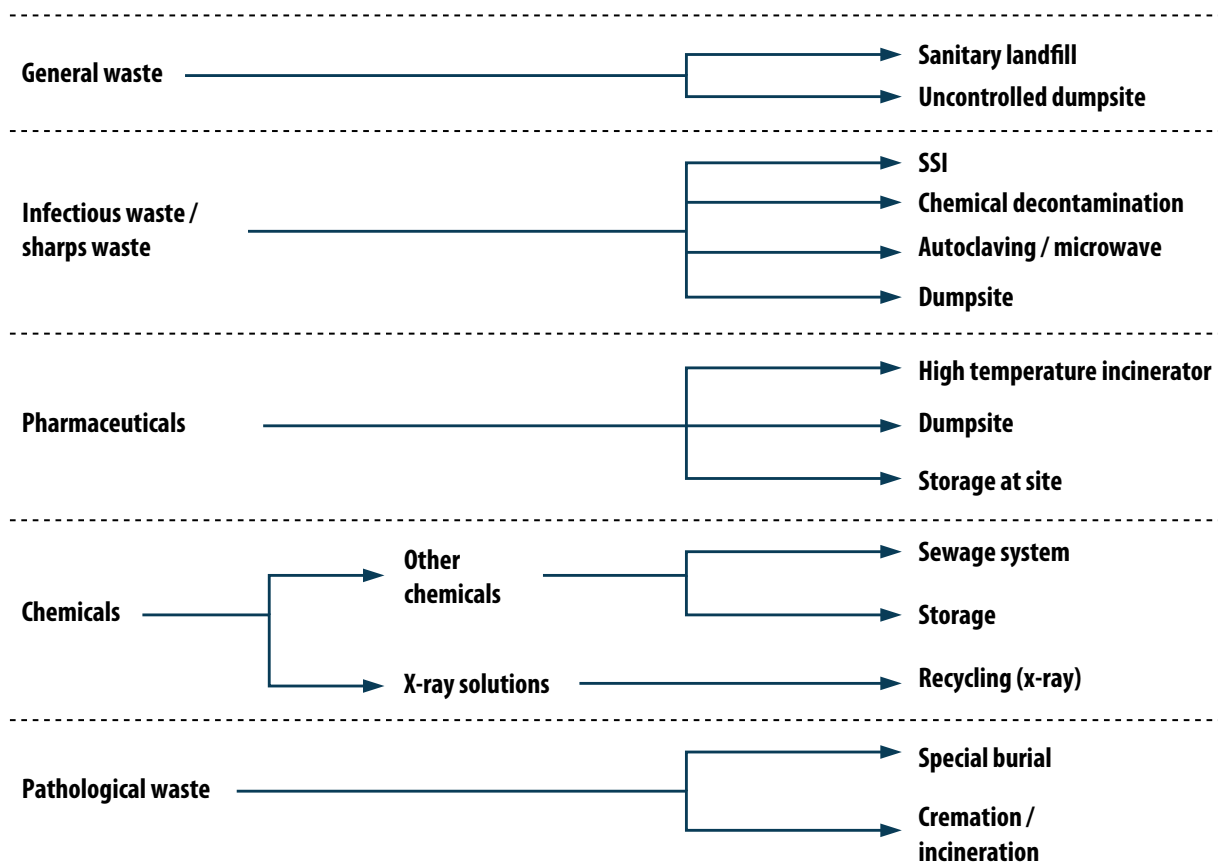 General waste
Sanitary landfill
Uncontrolled dumpsite
Infectious waste /
sharps waste
SSI
Chemical decontamination
Autoclaving / microwave
Dumpsite
Pharmaceuticals
High temperature incinerator
Dumpsite
Storage at site
Chemicals
Other
chemicals
Sewage system
Storage
X-ray solutions
Recycling (x-ray)
Pathological waste
Special burial
Cremation /
incineration